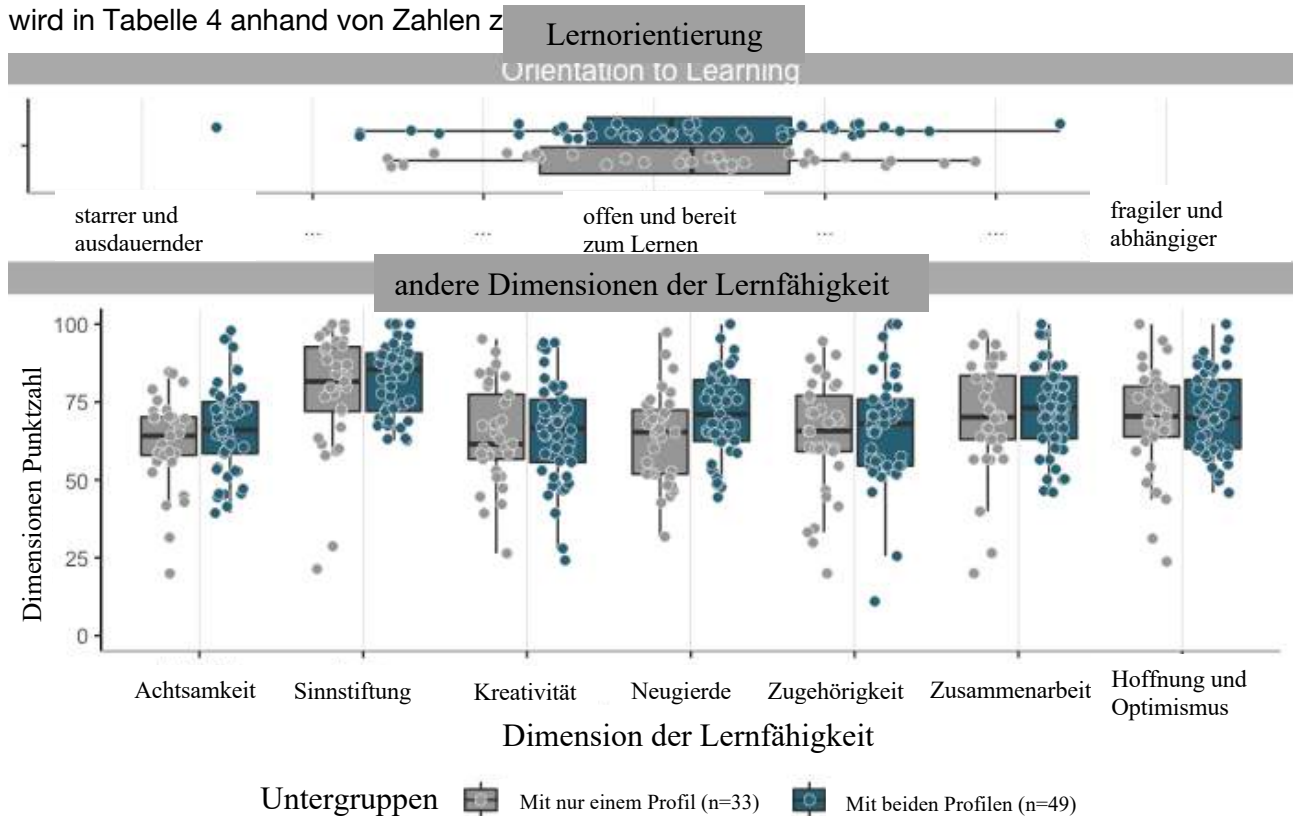 wird in Tabelle 4 anhand von Zahlen z
Lernorientierung
Orientation to Learning
starrer und
ausdauernder
offen und bereit
zum Lernen
fragiler und
abhängiger
andere Dimensionen der Lernfähigkeit
Dimensionen Punktzahl
100
75
50
25
0
Achtsamkeit
Sinnstiftung
Kreativität
Neugierde
Zugehörigkeit
Zusammenarbeit
Hoffnung und
Optimismus
Dimension der Lernfähigkeit
Untergruppen
Mit nur einem Profil (n=33)
Mit beiden Profilen (n=49)